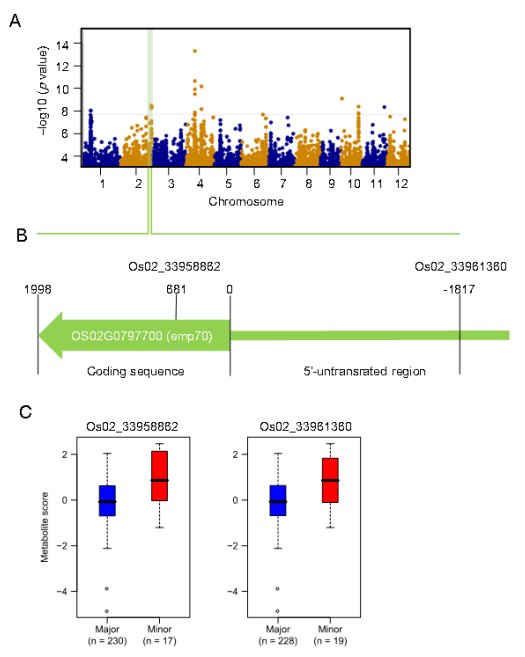 A
−log10 (p value)
14
12
10
8
6
4
1 2 3 4 5 6 7 8 9 10 11 12
Chromosome
B
Os02_33958862 Os02_33961360
1998 681 0 -1817
OS02G0797700 (emp70)
Coding sequence 5'-untransrated region
C
Os02_33958862 Os02_33961360
Metabolite score
2
0
−2
−4
2
0
−2
−4
Major Minor Major Minor
(n = 230) (n = 17) (n = 228) (n = 19)